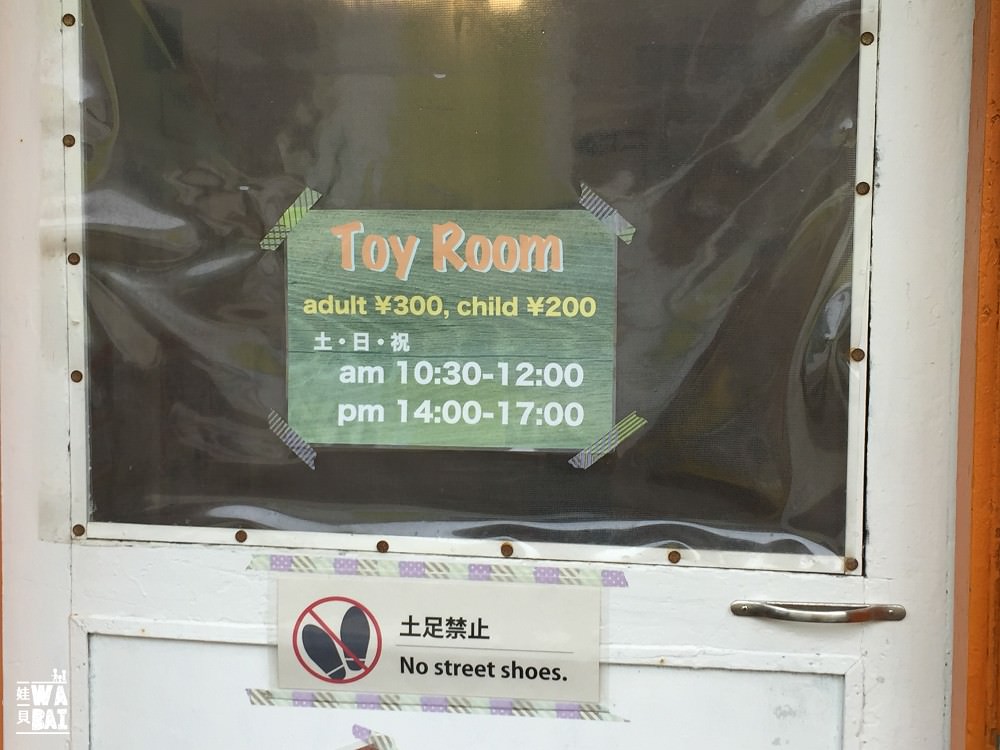 Toy Room
adult ¥300, child ¥200
土・日・祝
am 10:30-12:00
pm 14:00-17:00
土足禁止
No street shoes.
娃貝
WA
BAI